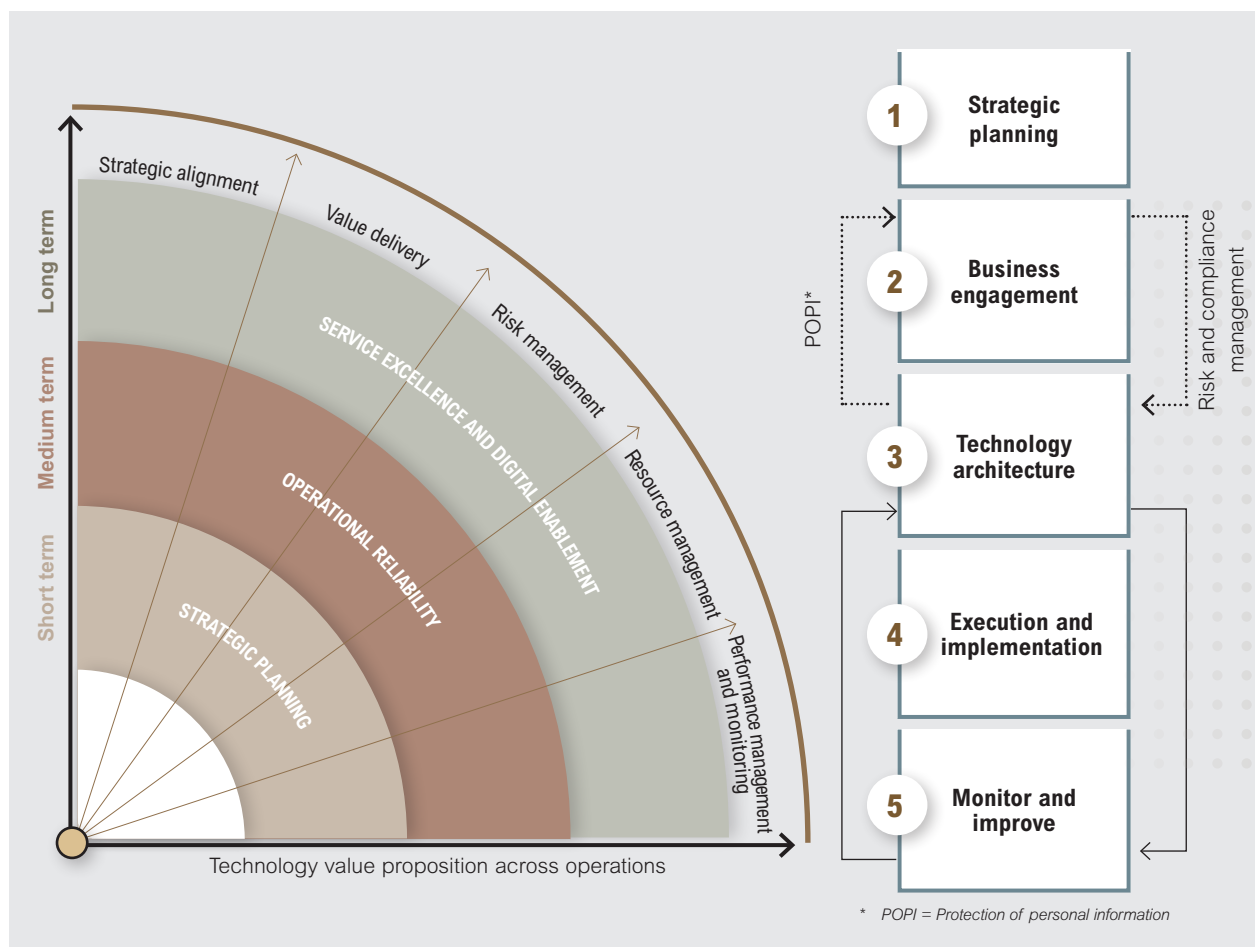 Long term
Medium term
Short term
Strategic alignment
Value delivery
Risk management
Resource management
Performance management
and monitoring
SERVICE EXCELLENCE AND DIGITAL ENABLEMENT
OPERATIONAL RELIABILITY
STRATEGIC PLANNING
Technology value proposition across operations
1
Strategic
planning
2
Business
engagement
3
Technology
architecture
4
Execution and
implementation
5
Monitor and
improve
POPI*
Risk and compliance
management
* POPI = Protection of personal information